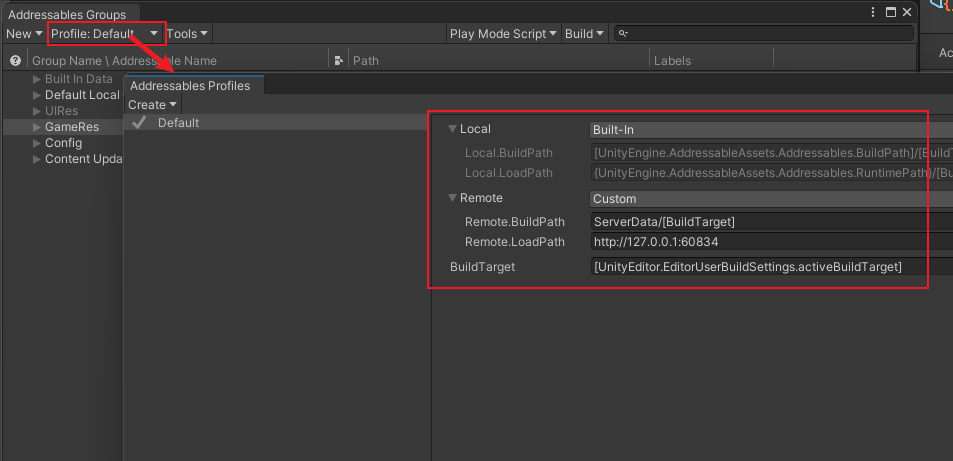 Addressables Groups
New Profile: Default Tools Play Mode Script Build
Group Name \ Addressable Name Path Labels
Built In Data
Default Local
UIRes
GameRes
Config
Content Upda
Addressables Profiles
Create
Default
Local Built-In
Local.BuildPath [UnityEngine.AddressableAssets.Addressables.BuildPath]/[BuildT
Local.LoadPath {UnityEngine.AddressableAssets.Addressables.RuntimePath}/[Bu
Remote Custom
Remote.BuildPath ServerData/[BuildTarget]
Remote.LoadPath http://127.0.0.1:60834
BuildTarget [UnityEditor.EditorUserBuildSettings.activeBuildTarget]
Ac